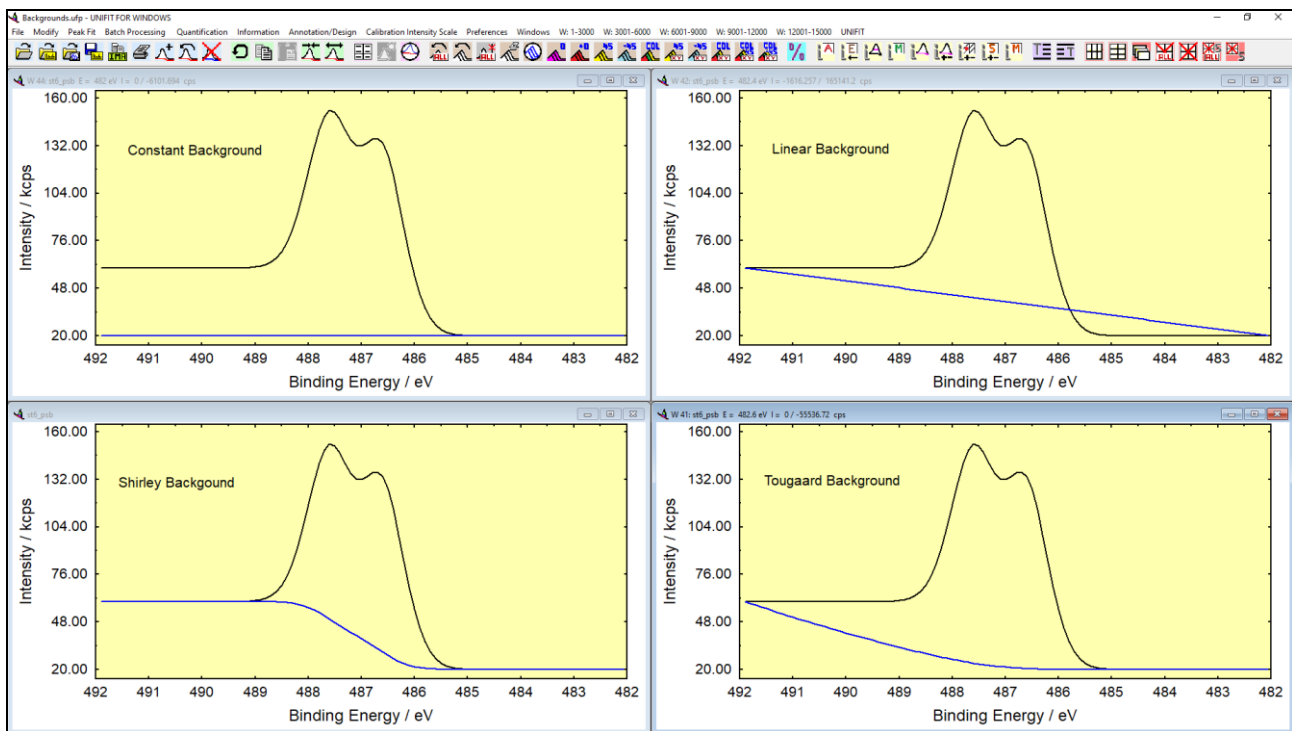 Backgrounds.ufp - UNIFIT FOR WINDOWS
File Modify Peak Fit Batch Processing Quantification Information Annotation/Design Calibration Intensity Scale Preferences Windows W: 1-3000 W: 3001-6000 W: 6001-9000 W: 9001-12000 W: 12001-15000 UNIFIT
W 44: st6_psb E = 482 eV I = 0 / -6101.694 cps
160.00
132.00
104.00
76.00
48.00
20.00
Intensity / kcps
Constant Background
492 491 490 489 488 487 486 485 484 483 482
Binding Energy / eV
W 42: st6_psb E = 482.4 eV I = -1616.257 / 165141.2 cps
160.00
132.00
104.00
76.00
48.00
20.00
Intensity / kcps
Linear Background
492 491 490 489 488 487 486 485 484 483 482
Binding Energy / eV
st6_psb
160.00
132.00
104.00
76.00
48.00
20.00
Intensity / kcps
Shirley Backgound
492 491 490 489 488 487 486 485 484 483 482
Binding Energy / eV
W 41: st6_psb E = 482.6 eV I = 0 / -55536.72 cps
160.00
132.00
104.00
76.00
48.00
20.00
Intensity / kcps
Tougaard Background
492 491 490 489 488 487 486 485 484 483 482
Binding Energy / eV